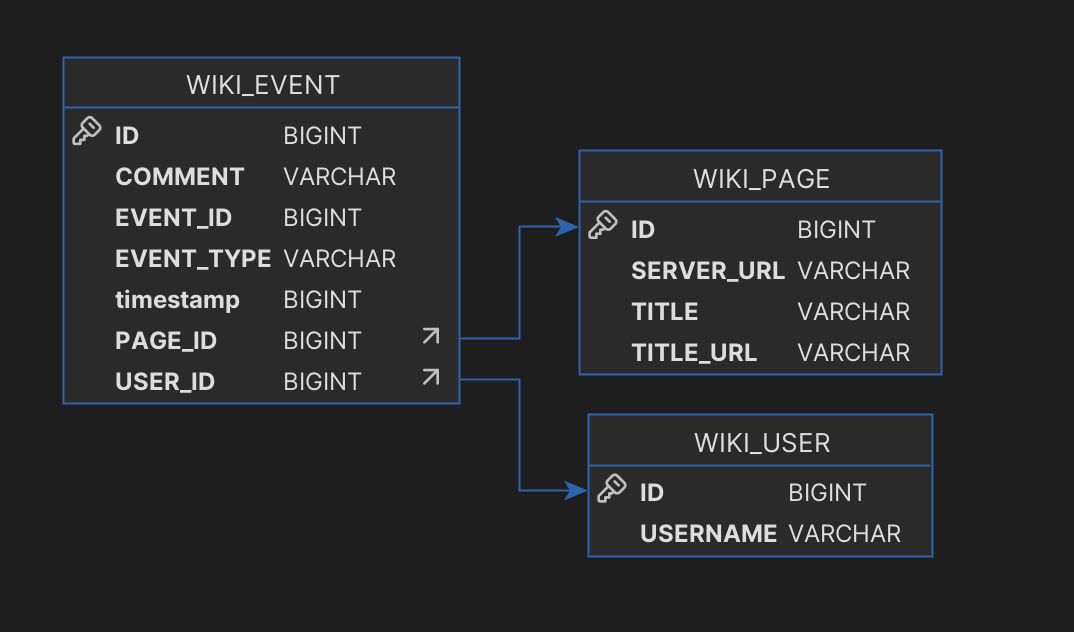 WIKI_EVENT
ID BIGINT
COMMENT VARCHAR
EVENT_ID BIGINT
EVENT_TYPE VARCHAR
timestamp BIGINT
PAGE_ID BIGINT
USER_ID BIGINT
WIKI_PAGE
ID BIGINT
SERVER_URL VARCHAR
TITLE VARCHAR
TITLE_URL VARCHAR
WIKI_USER
ID BIGINT
USERNAME VARCHAR